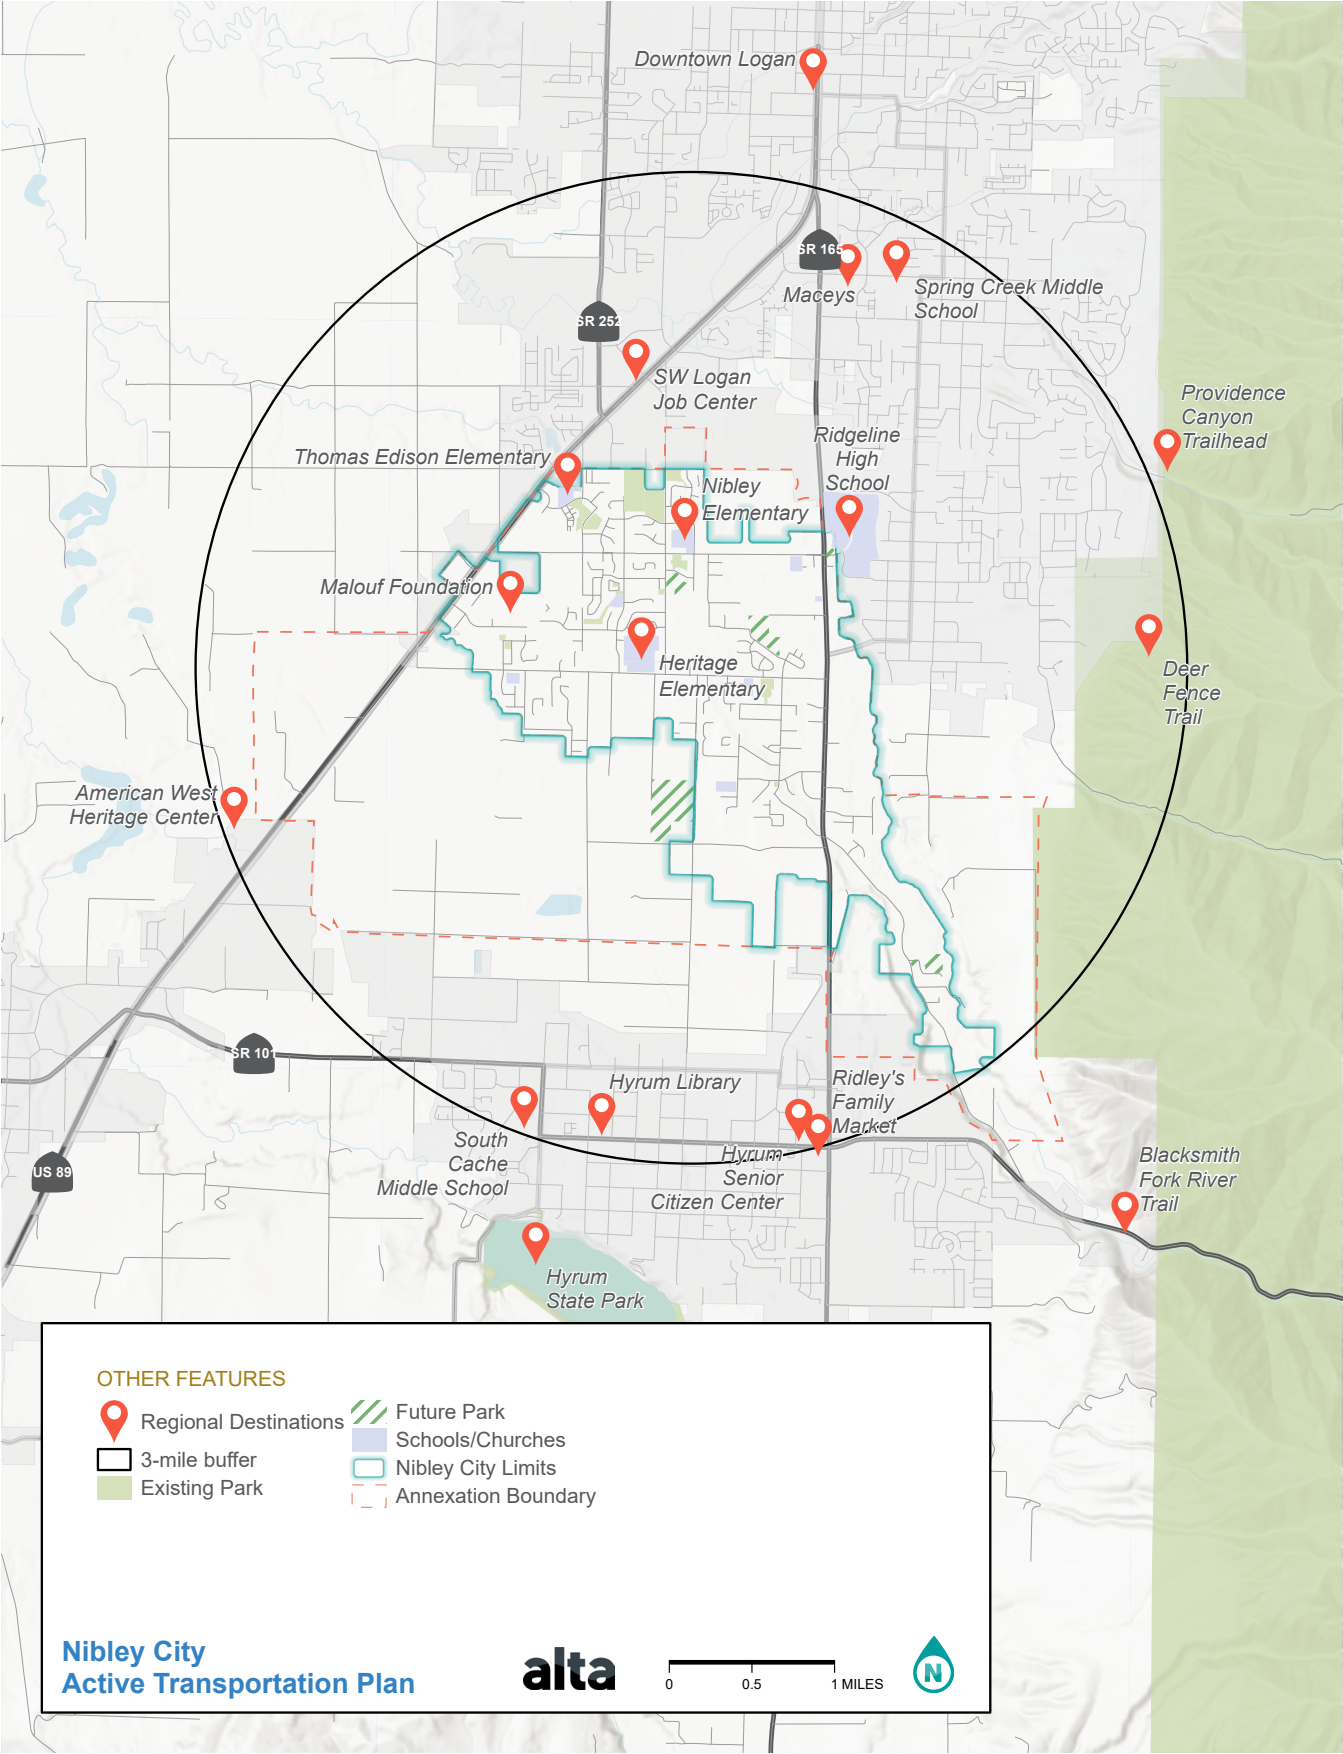 Downtown Logan
SR 165
Maceys
Spring Creek Middle
School
SR 252
SW Logan
Job Center
Providence
Canyon
Trailhead
Ridgeline
High
School
Thomas Edison Elementary
Nibley
Elementary
Malouf Foundation
Heritage
Elementary
Deer
Fence
Trail
American West
Heritage Center
SR 101
Hyrum Library
Ridley's
Family
Market
South
Cache
Middle School
Hyrum
Senior
Citizen Center
US 89
Blacksmith
Fork River
Trail
Hyrum
State Park
OTHER FEATURES
Regional Destinations
3-mile buffer
Existing Park
Future Park
Schools/Churches
Nibley City Limits
Annexation Boundary
Nibley City
Active Transportation Plan
alta
0 0.5 1 MILES
N